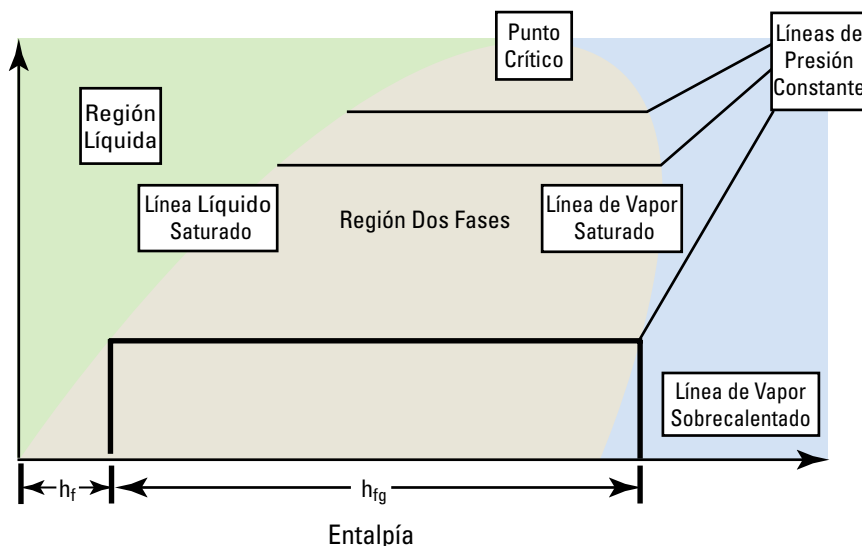 Punto
Crítico
Líneas de
Presión
Constante
Región
Líquida
Línea Líquido
Saturado
Región Dos Fases
Línea de Vapor
Saturado
Línea de Vapor
Sobrecalentado
hf
hfg
Entalpía